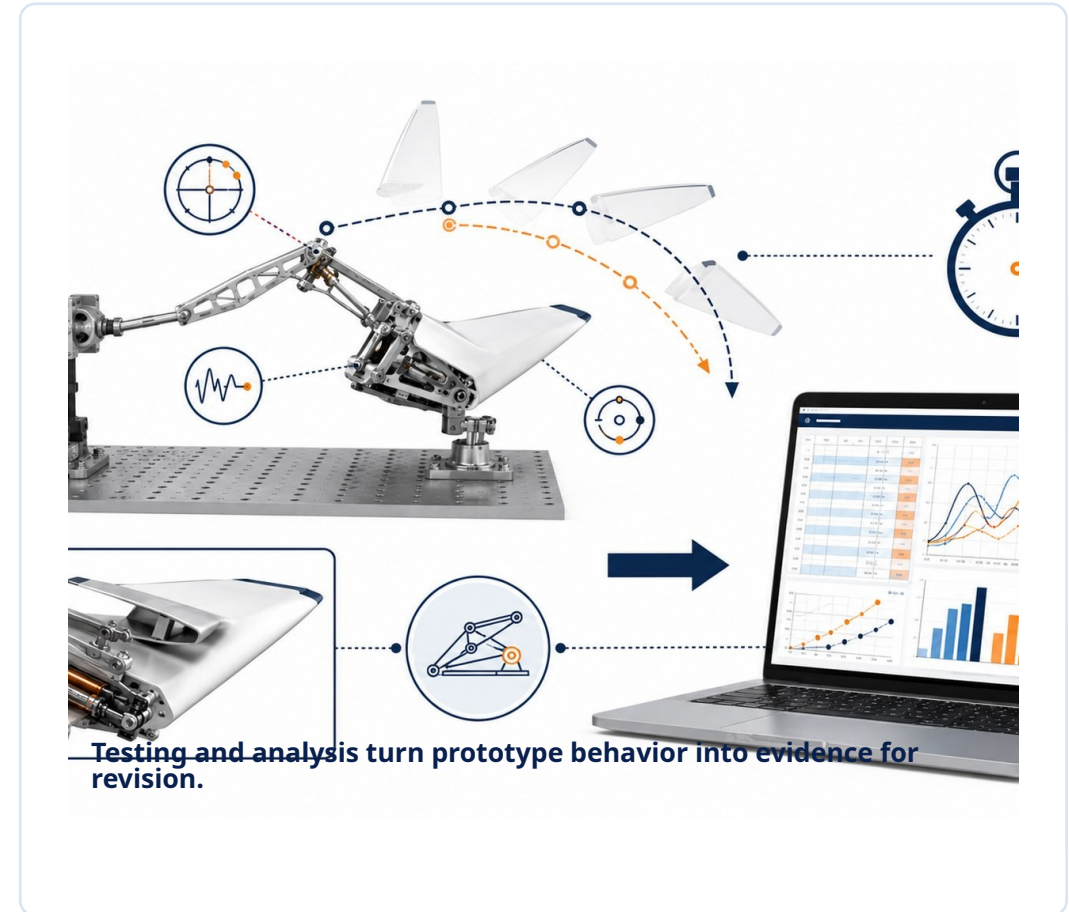 Testing and analysis turn prototype behavior into evidence for
revision.